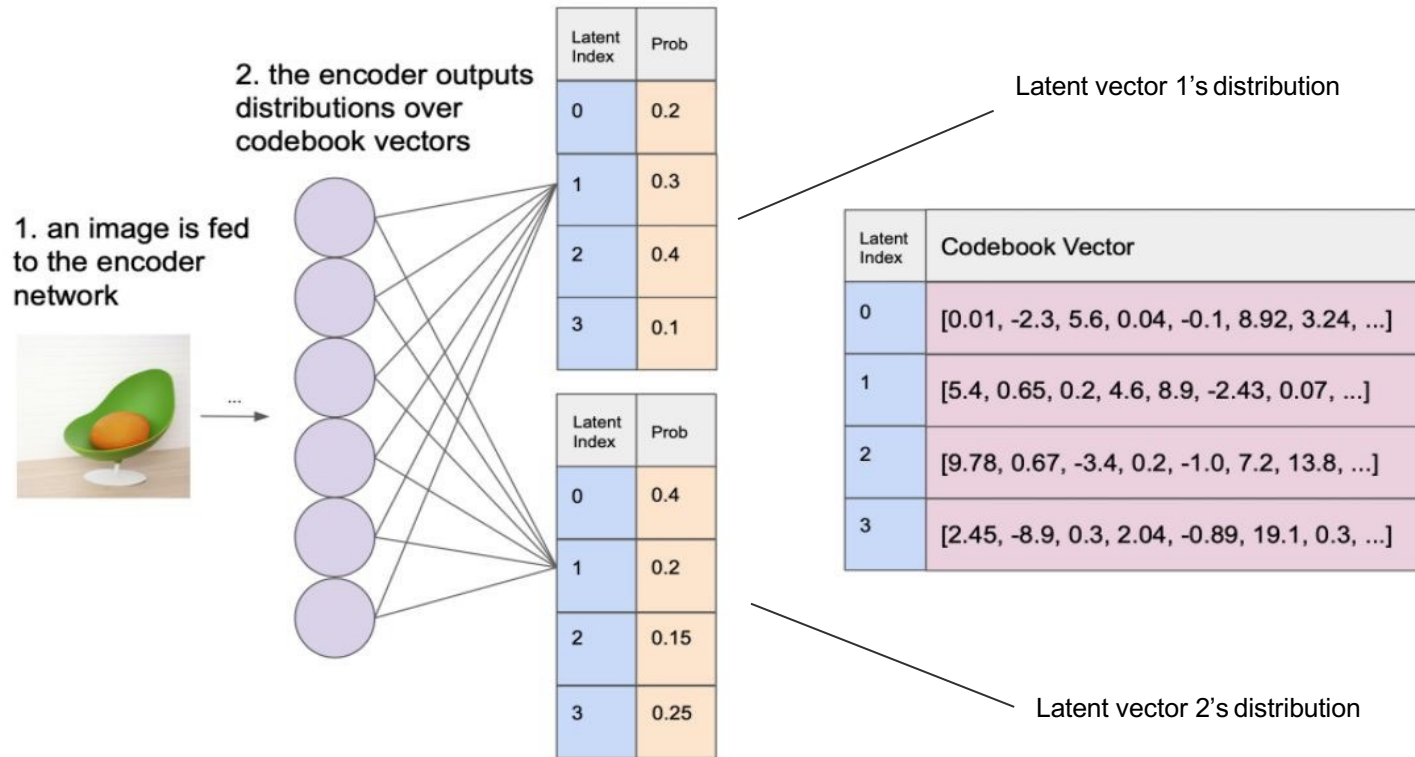 1. an image is fed
to the encoder
network
...
2. the encoder outputs
distributions over
codebook vectors
Latent Index Prob
0 0.2
1 0.3
2 0.4
3 0.1
Latent Index Prob
0 0.4
1 0.2
2 0.15
3 0.25
Latent vector 1's distribution
Latent Index Codebook Vector
0 [0.01, -2.3, 5.6, 0.04, -0.1, 8.92, 3.24, ...]
1 [5.4, 0.65, 0.2, 4.6, 8.9, -2.43, 0.07, ...]
2 [9.78, 0.67, -3.4, 0.2, -1.0, 7.2, 13.8, ...]
3 [2.45, -8.9, 0.3, 2.04, -0.89, 19.1, 0.3, ...]
Latent vector 2's distribution